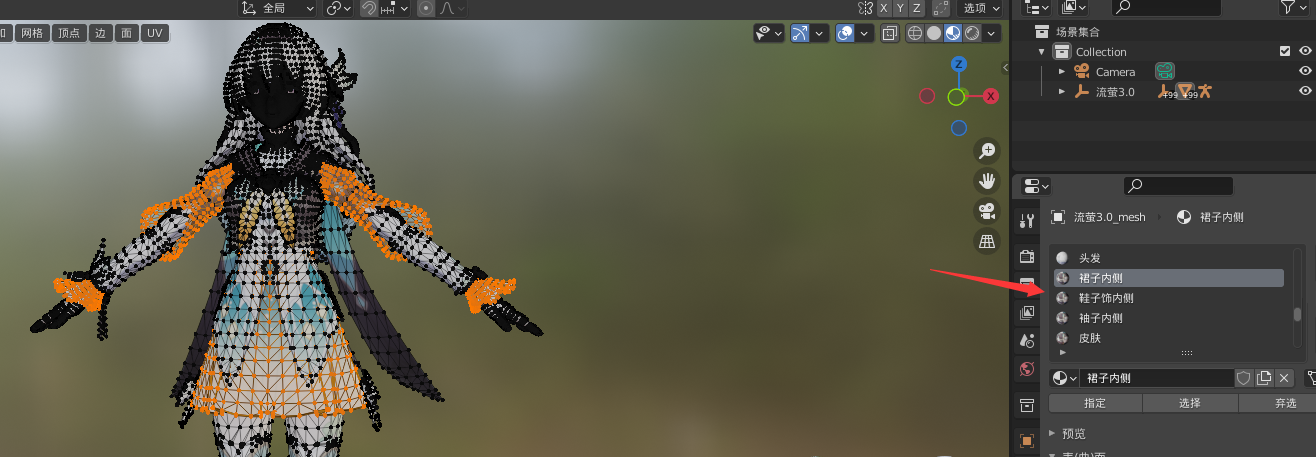 全局
X Y Z
选项
网格 顶点 边 面 UV
Z
X
场景集合
Collection
Camera
流萤3.0
+99 +99
流萤3.0_mesh
裙子内侧
头发
裙子内侧
鞋子饰内侧
袖子内侧
皮肤
裙子内侧
指定 选择 弃选
预览